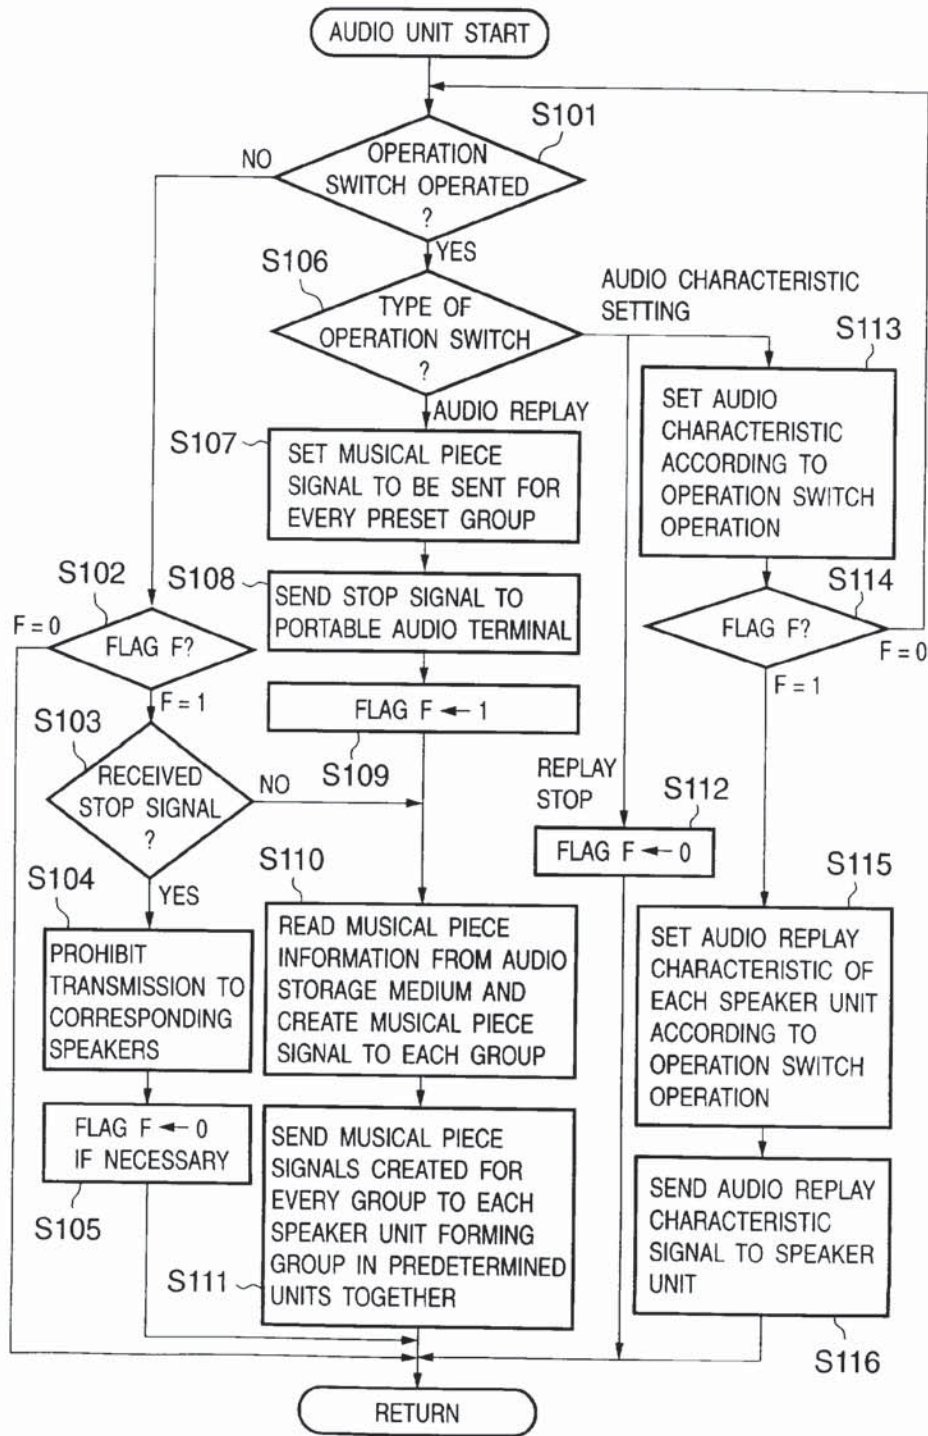 AUDIO UNIT START
S101
OPERATION
SWITCH OPERATED
?
NO
YES
S106
TYPE OF
OPERATION SWITCH
?
AUDIO CHARACTERISTIC
SETTING
AUDIO REPLAY
S107
SET MUSICAL PIECE
SIGNAL TO BE SENT FOR
EVERY PRESET GROUP
S113
SET AUDIO
CHARACTERISTIC
ACCORDING TO
OPERATION SWITCH
OPERATION
S108
SEND STOP SIGNAL TO
PORTABLE AUDIO TERMINAL
S102
F = 0
FLAG F?
F = 1
S114
FLAG F?
F = 0
F = 1
FLAG F ← 1
S109
S103
RECEIVED
STOP SIGNAL
?
NO
YES
REPLAY
STOP
S112
FLAG F ← 0
S104
PROHIBIT
TRANSMISSION TO
CORRESPONDING
SPEAKERS
S110
READ MUSICAL PIECE
INFORMATION FROM AUDIO
STORAGE MEDIUM AND
CREATE MUSICAL PIECE
SIGNAL TO EACH GROUP
S115
SET AUDIO REPLAY
CHARACTERISTIC OF
EACH SPEAKER UNIT
ACCORDING TO
OPERATION SWITCH
OPERATION
FLAG F ← 0
IF NECESSARY
S105
SEND MUSICAL PIECE
SIGNALS CREATED FOR
EVERY GROUP TO EACH
SPEAKER UNIT FORMING
GROUP IN PREDETERMINED
UNITS TOGETHER
S111
SEND AUDIO REPLAY
CHARACTERISTIC
SIGNAL TO SPEAKER
UNIT
S116
RETURN